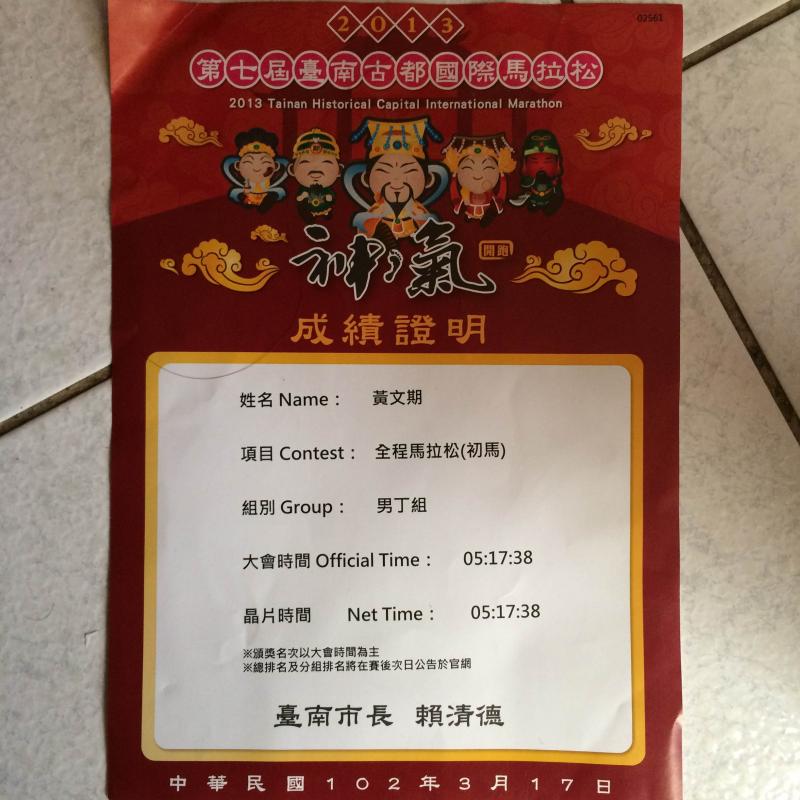 02561
2013
第七屆臺南古都國際馬拉松
2013 Tainan Historical Capital International Marathon
神氣 開跑
成績證明
姓名 Name： 黃文期
項目 Contest： 全程馬拉松(初馬)
組別 Group： 男丁組
大會時間 Official Time： 05:17:38
晶片時間 Net Time： 05:17:38
※頒獎名次以大會時間為主
※總排名及分組排名將在賽後次日公告於官網
臺南市長 賴清德
中華民國102年3月17日